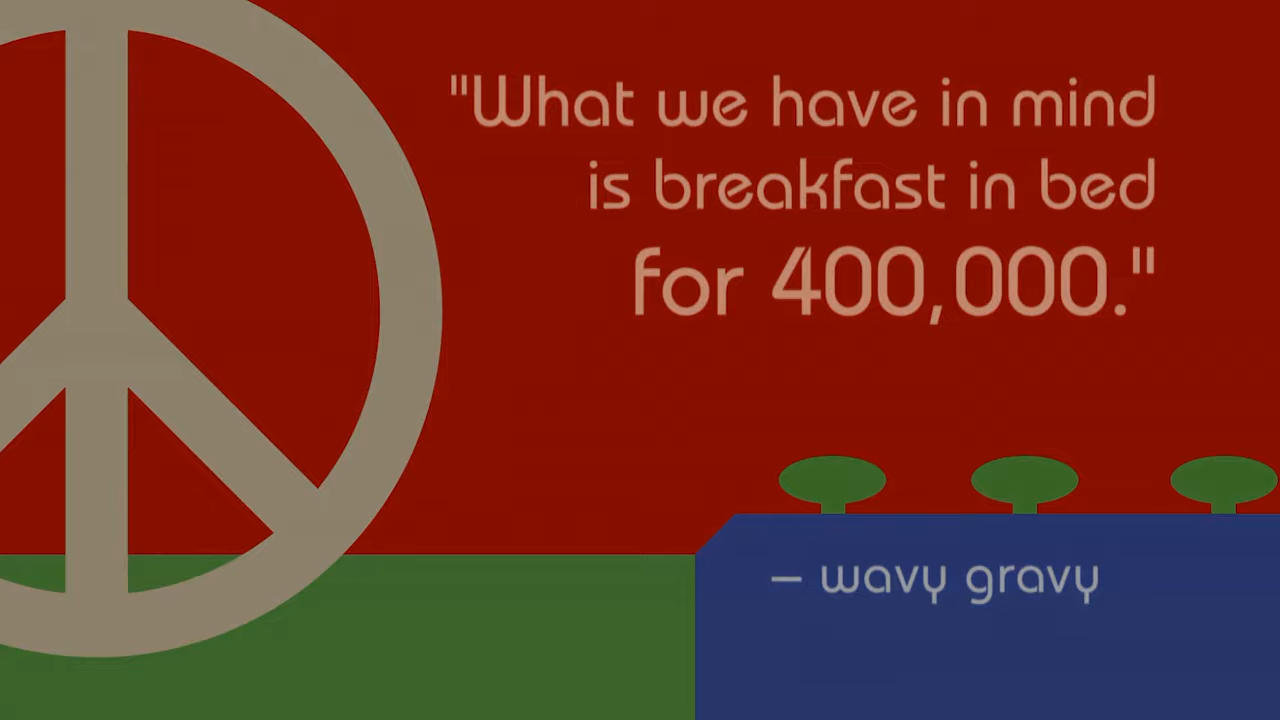 "What we have in mind
is breakfast in bed
for 400,000."
– wavy gravy